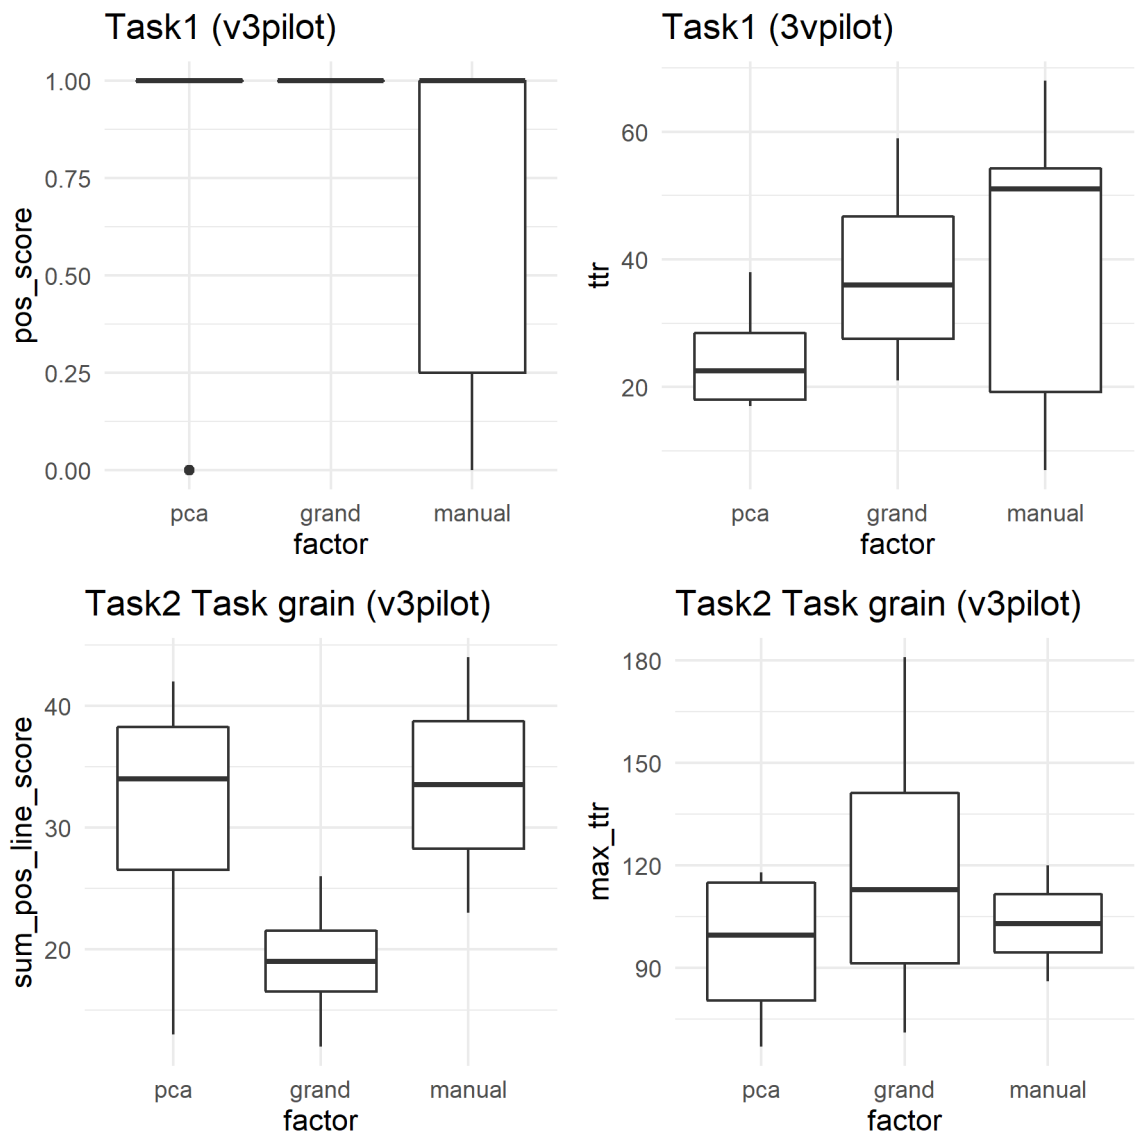 Task1 (v3pilot)
pos_score
1.00
0.75
0.50
0.25
0.00
pca grand manual
factor
Task1 (3vpilot)
ttr
60
40
20
pca grand manual
factor
Task2 Task grain (v3pilot)
sum_pos_line_score
40
30
20
pca grand manual
factor
Task2 Task grain (v3pilot)
max_ttr
180
150
120
90
pca grand manual
factor